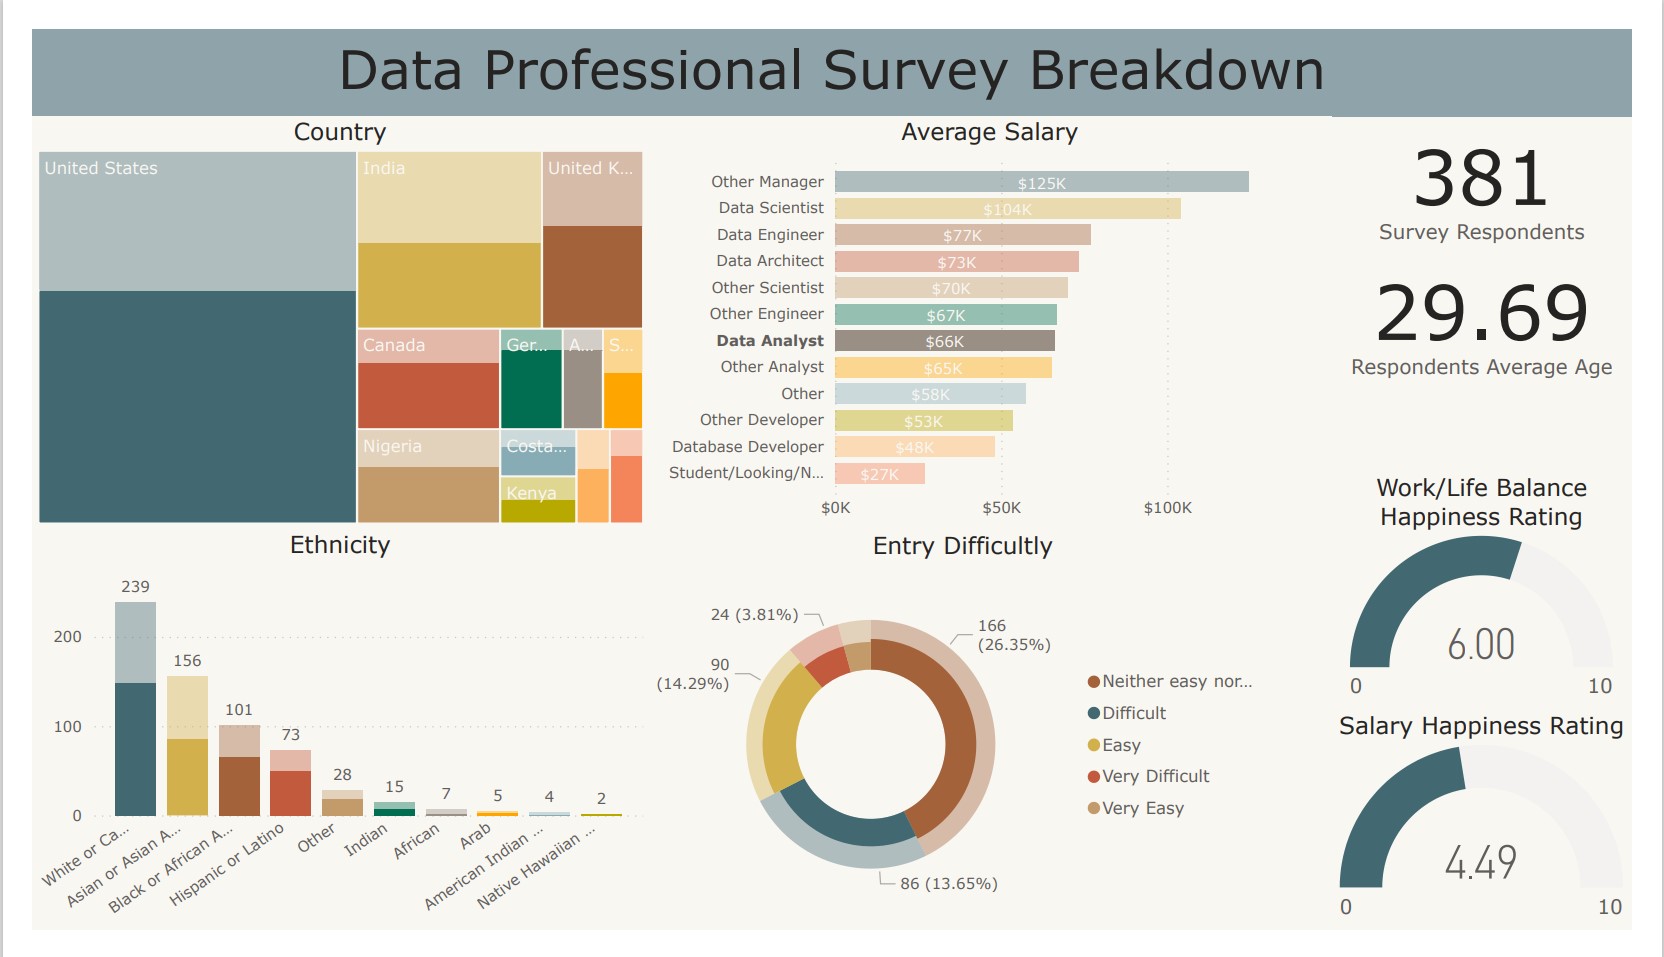 Data Professional Survey Breakdown
Country
United States
India
United K...
Canada
Ger...
A...
S...
Nigeria
Costa...
Kenya
Average Salary
Other Manager
$125K
Data Scientist
$104K
Data Engineer
$77K
Data Architect
$73K
Other Scientist
$70K
Other Engineer
$67K
Data Analyst
$66K
Other Analyst
$65K
Other
$58K
Other Developer
$53K
Database Developer
$48K
Student/Looking/N...
$27K
$0K
$50K
$100K
381
Survey Respondents
29.69
Respondents Average Age
Work/Life Balance
Happiness Rating
6.00
0
10
Salary Happiness Rating
4.49
0
10
Ethnicity
200
100
0
239
156
101
73
28
15
7
5
4
2
White or Ca...
Asian or Asian A...
Black or African A...
Hispanic or Latino
Other
Indian
African
Arab
American Indian ...
Native Hawaiian ...
Entry Difficultly
24 (3.81%)
166
(26.35%)
90
(14.29%)
86 (13.65%)
Neither easy nor...
Difficult
Easy
Very Difficult
Very Easy